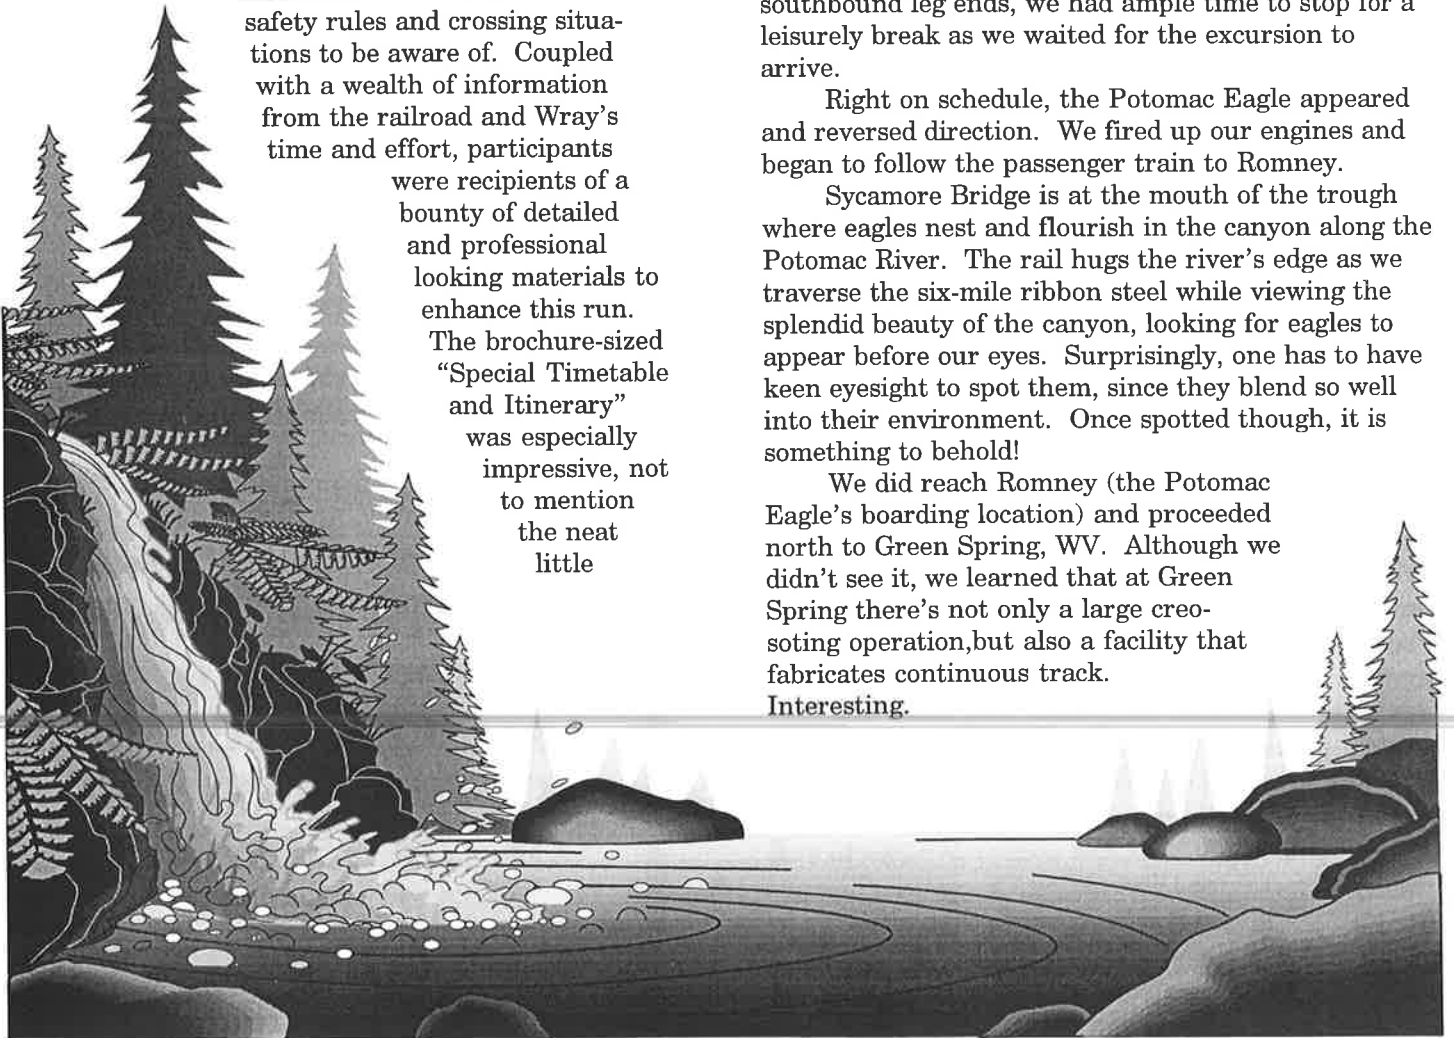 safety rules and crossing situa-
tions to be aware of. Coupled
with a wealth of information
from the railroad and Wray's
time and effort, participants
were recipients of a
bounty of detailed
and professional
looking materials to
enhance this run.
The brochure-sized
“Special Timetable
and Itinerary”
was especially
impressive, not
to mention
the neat
little
southbound leg ends, we had ample time to stop for a
leisurely break as we waited for the excursion to
arrive.
Right on schedule, the Potomac Eagle appeared
and reversed direction. We fired up our engines and
began to follow the passenger train to Romney.
Sycamore Bridge is at the mouth of the trough
where eagles nest and flourish in the canyon along the
Potomac River. The rail hugs the river's edge as we
traverse the six-mile ribbon steel while viewing the
splendid beauty of the canyon, looking for eagles to
appear before our eyes. Surprisingly, one has to have
keen eyesight to spot them, since they blend so well
into their environment. Once spotted though, it is
something to behold!
We did reach Romney (the Potomac
Eagle's boarding location) and proceeded
north to Green Spring, WV. Although we
didn't see it, we learned that at Green
Spring there's not only a large creo-
soting operation,but also a facility that
fabricates continuous track.
Interesting.